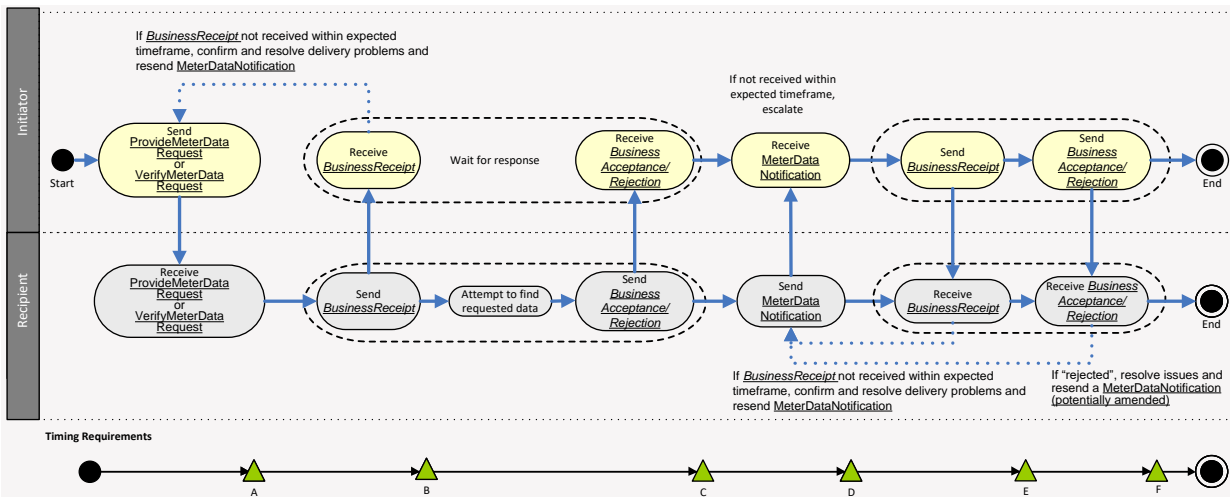 If BusinessReceipt not received within expected
timeframe, confirm and resolve delivery problems and
resend MeterDataNotification
If not received within
expected timeframe,
escalate
Initiator
Start
Send
ProvideMeterData
Request
or
VerifyMeterData
Request
Receive
BusinessReceipt
Wait for response
Receive
Business
Acceptance/
Rejection
Receive
MeterData
Notification
Send
BusinessReceipt
Send
Business
Acceptance/
Rejection
End
Recipient
Receive
ProvideMeterData
Request
or
VerifyMeterData
Request
Send
BusinessReceipt
Attempt to find
requested data
Send
Business
Acceptance/
Rejection
Send
MeterData
Notification
Receive
BusinessReceipt
Receive Business
Acceptance/
Rejection
End
If BusinessReceipt not received within expected
timeframe, confirm and resolve delivery problems and
resend MeterDataNotification
If “rejected”, resolve issues and
resend a MeterDataNotification
(potentially amended)
Timing Requirements
A
B
C
D
E
F